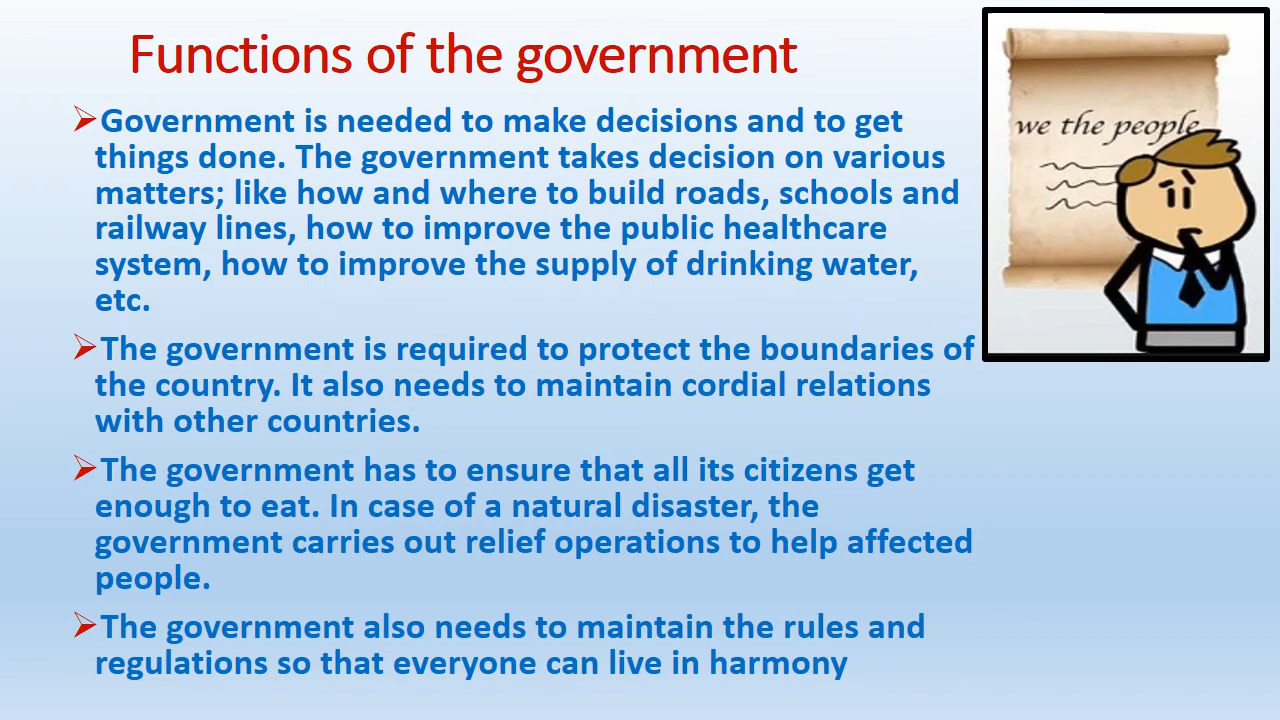 Functions of the government
➢Government is needed to make decisions and to get
things done. The government takes decision on various
matters; like how and where to build roads, schools and
railway lines, how to improve the public healthcare
system, how to improve the supply of drinking water,
etc.
➢The government is required to protect the boundaries of
the country. It also needs to maintain cordial relations
with other countries.
➢The government has to ensure that all its citizens get
enough to eat. In case of a natural disaster, the
government carries out relief operations to help affected
people.
➢The government also needs to maintain the rules and
regulations so that everyone can live in harmony
we the people